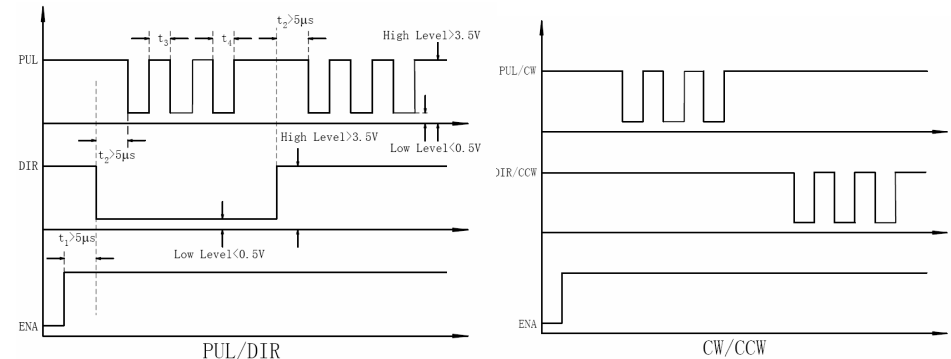 t₂>5μs
t₃
t₄
High Level>3.5V
PUL
High Level>3.5V
Low Level<0.5V
t₂>5μs
DIR
t₁>5μs
Low Level<0.5V
ENA
PUL/DIR
PUL/CW
DIR/CCW
ENA
CW/CCW